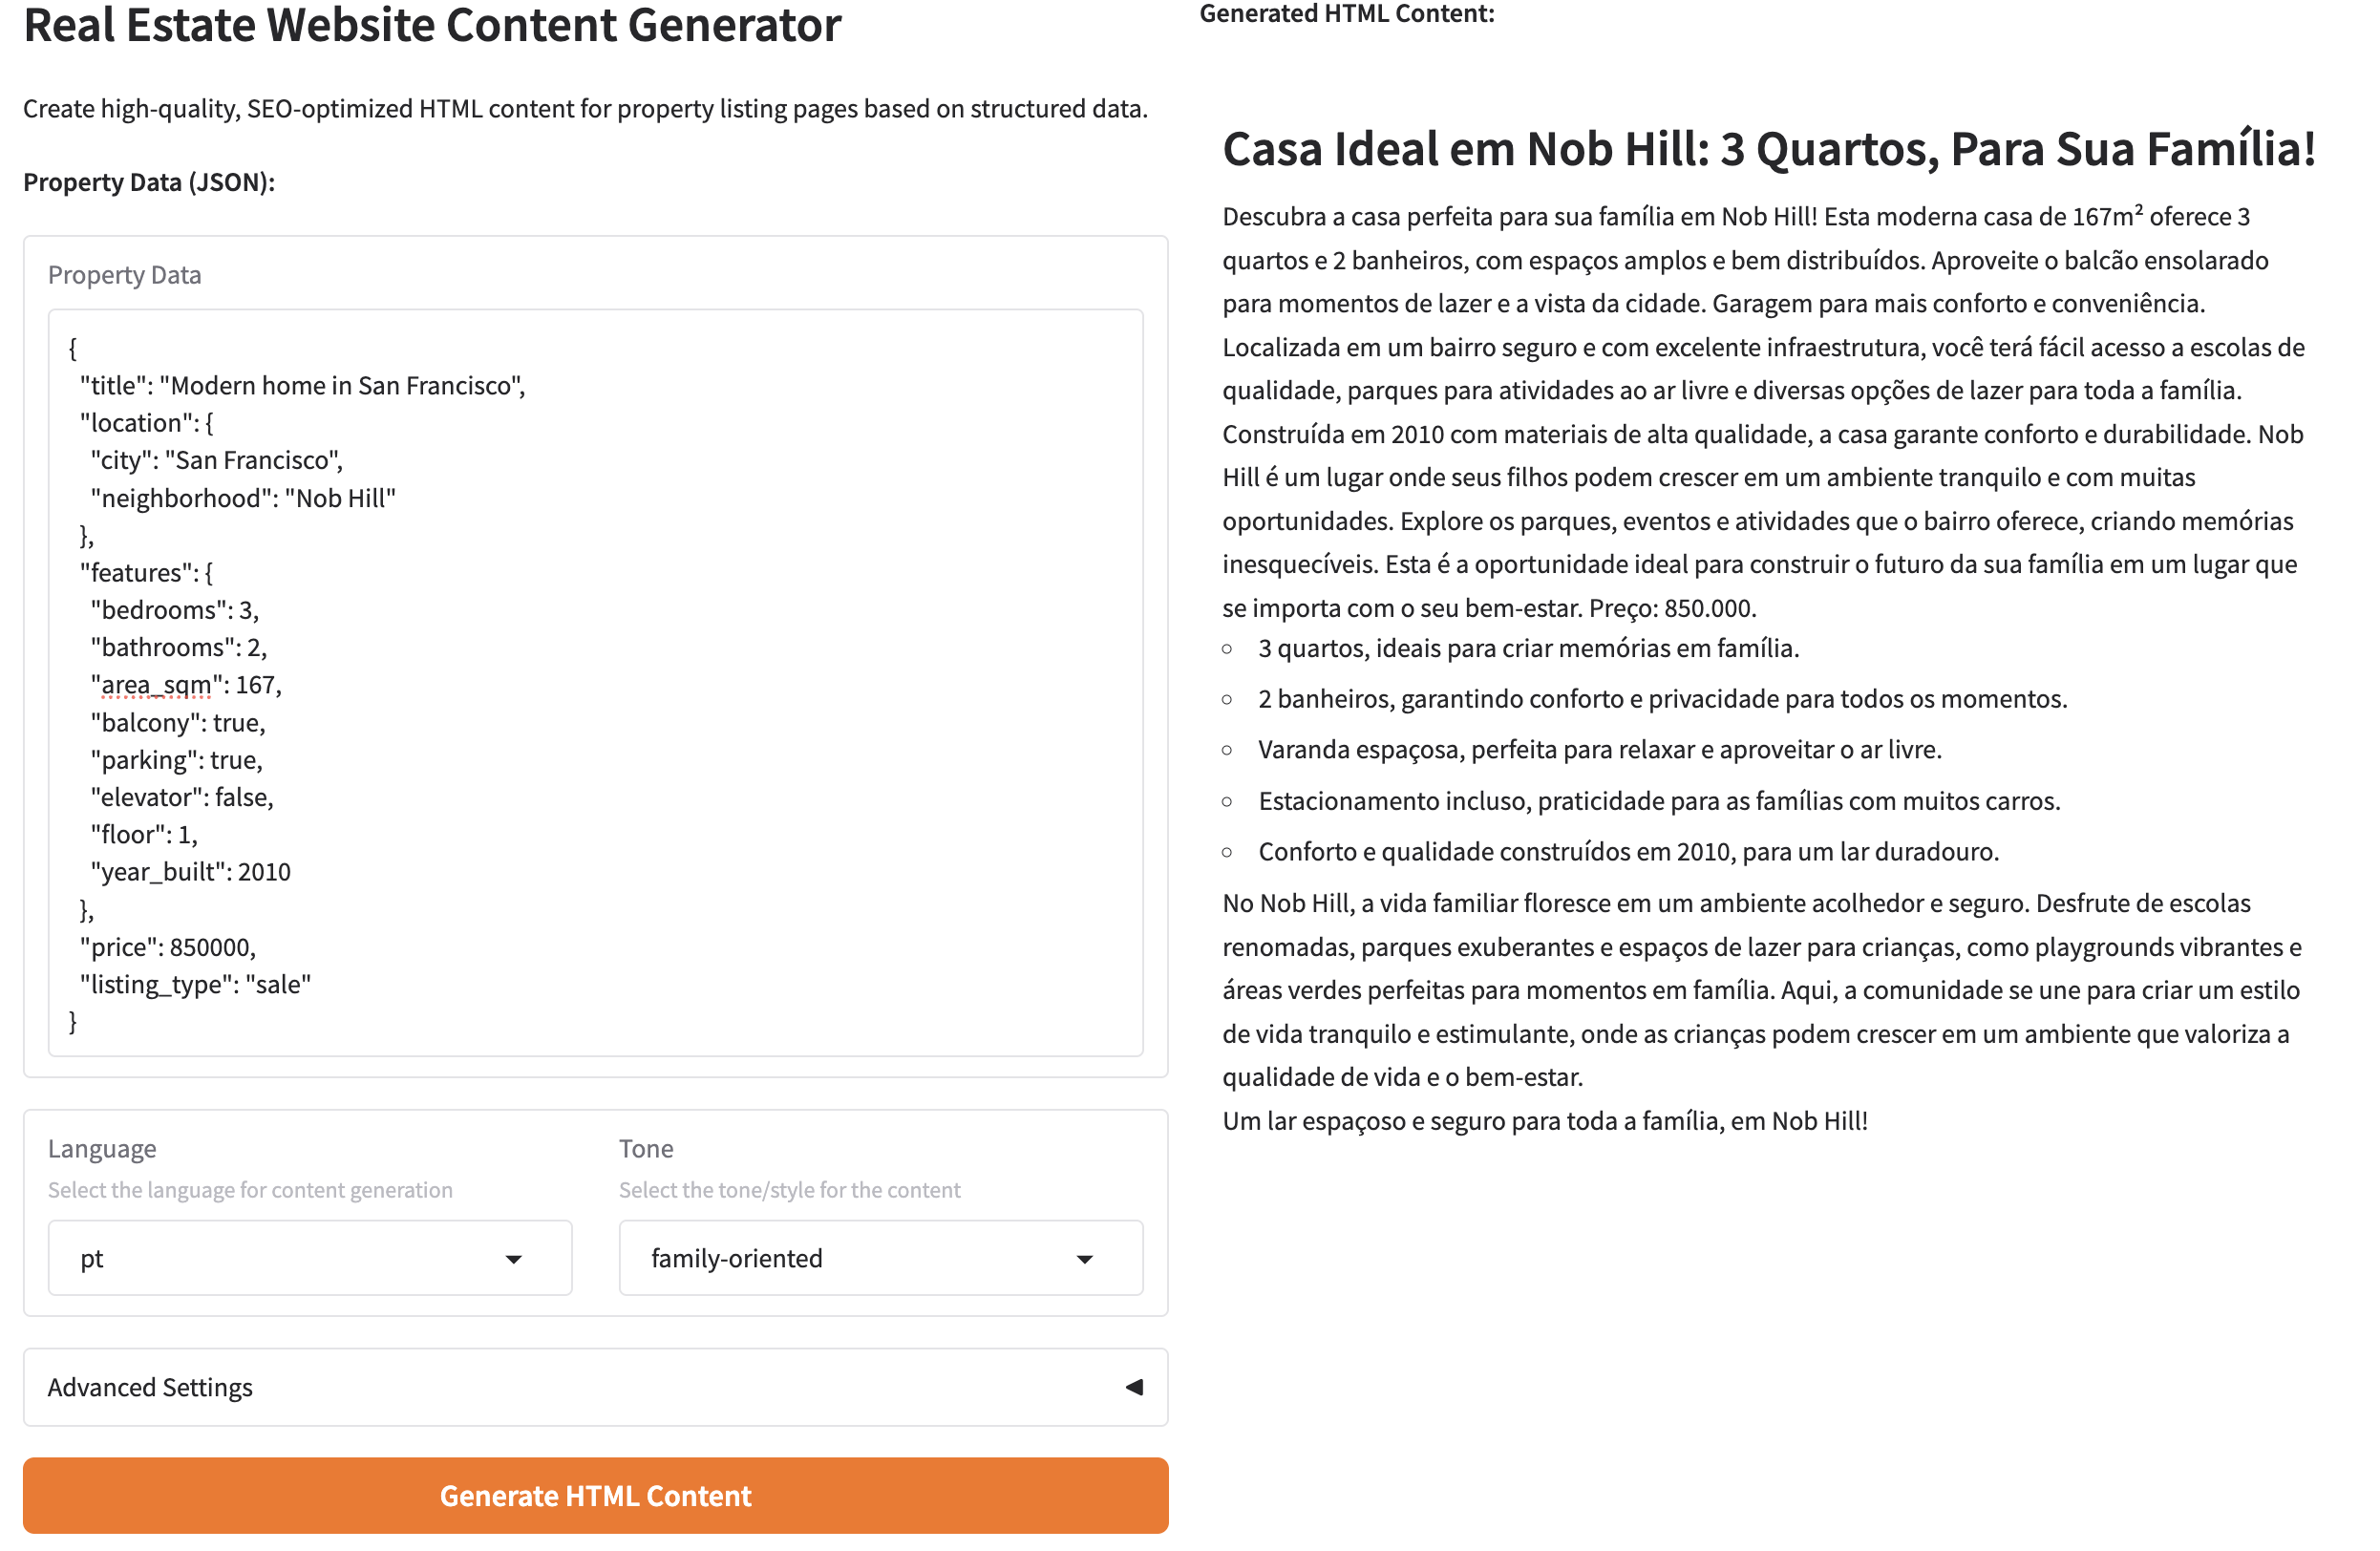 Real Estate Website Content Generator
Create high-quality, SEO-optimized HTML content for property listing pages based on structured data.
Property Data (JSON):
Property Data
{
"title": "Modern home in San Francisco",
"location": {
"city": "San Francisco",
"neighborhood": "Nob Hill"
},
"features": {
"bedrooms": 3,
"bathrooms": 2,
"area_sqm": 167,
"balcony": true,
"parking": true,
"elevator": false,
"floor": 1,
"year_built": 2010
},
"price": 850000,
"listing_type": "sale"
}
Language
Select the language for content generation
pt
Tone
Select the tone/style for the content
family-oriented
Advanced Settings
Generate HTML Content
Generated HTML Content:
Casa Ideal em Nob Hill: 3 Quartos, Para Sua Família!
Descubra a casa perfeita para sua família em Nob Hill! Esta moderna casa de 167m² oferece 3
quartos e 2 banheiros, com espaços amplos e bem distribuídos. Aproveite o balcão ensolarado
para momentos de lazer e a vista da cidade. Garagem para mais conforto e conveniência.
Localizada em um bairro seguro e com excelente infraestrutura, você terá fácil acesso a escolas de
qualidade, parques para atividades ao ar livre e diversas opções de lazer para toda a família.
Construída em 2010 com materiais de alta qualidade, a casa garante conforto e durabilidade. Nob
Hill é um lugar onde seus filhos podem crescer em um ambiente tranquilo e com muitas
oportunidades. Explore os parques, eventos e atividades que o bairro oferece, criando memórias
inesquecíveis. Esta é a oportunidade ideal para construir o futuro da sua família em um lugar que
se importa com o seu bem-estar. Preço: 850.000.
3 quartos, ideais para criar memórias em família.
2 banheiros, garantindo conforto e privacidade para todos os momentos.
Varanda espaçosa, perfeita para relaxar e aproveitar o ar livre.
Estacionamento incluso, praticidade para as famílias com muitos carros.
Conforto e qualidade construídos em 2010, para um lar duradouro.
No Nob Hill, a vida familiar floresce em um ambiente acolhedor e seguro. Desfrute de escolas
renomadas, parques exuberantes e espaços de lazer para crianças, como playgrounds vibrantes e
áreas verdes perfeitas para momentos em família. Aqui, a comunidade se une para criar um estilo
de vida tranquilo e estimulante, onde as crianças podem crescer em um ambiente que valoriza a
qualidade de vida e o bem-estar.
Um lar espaçoso e seguro para toda a família, em Nob Hill!